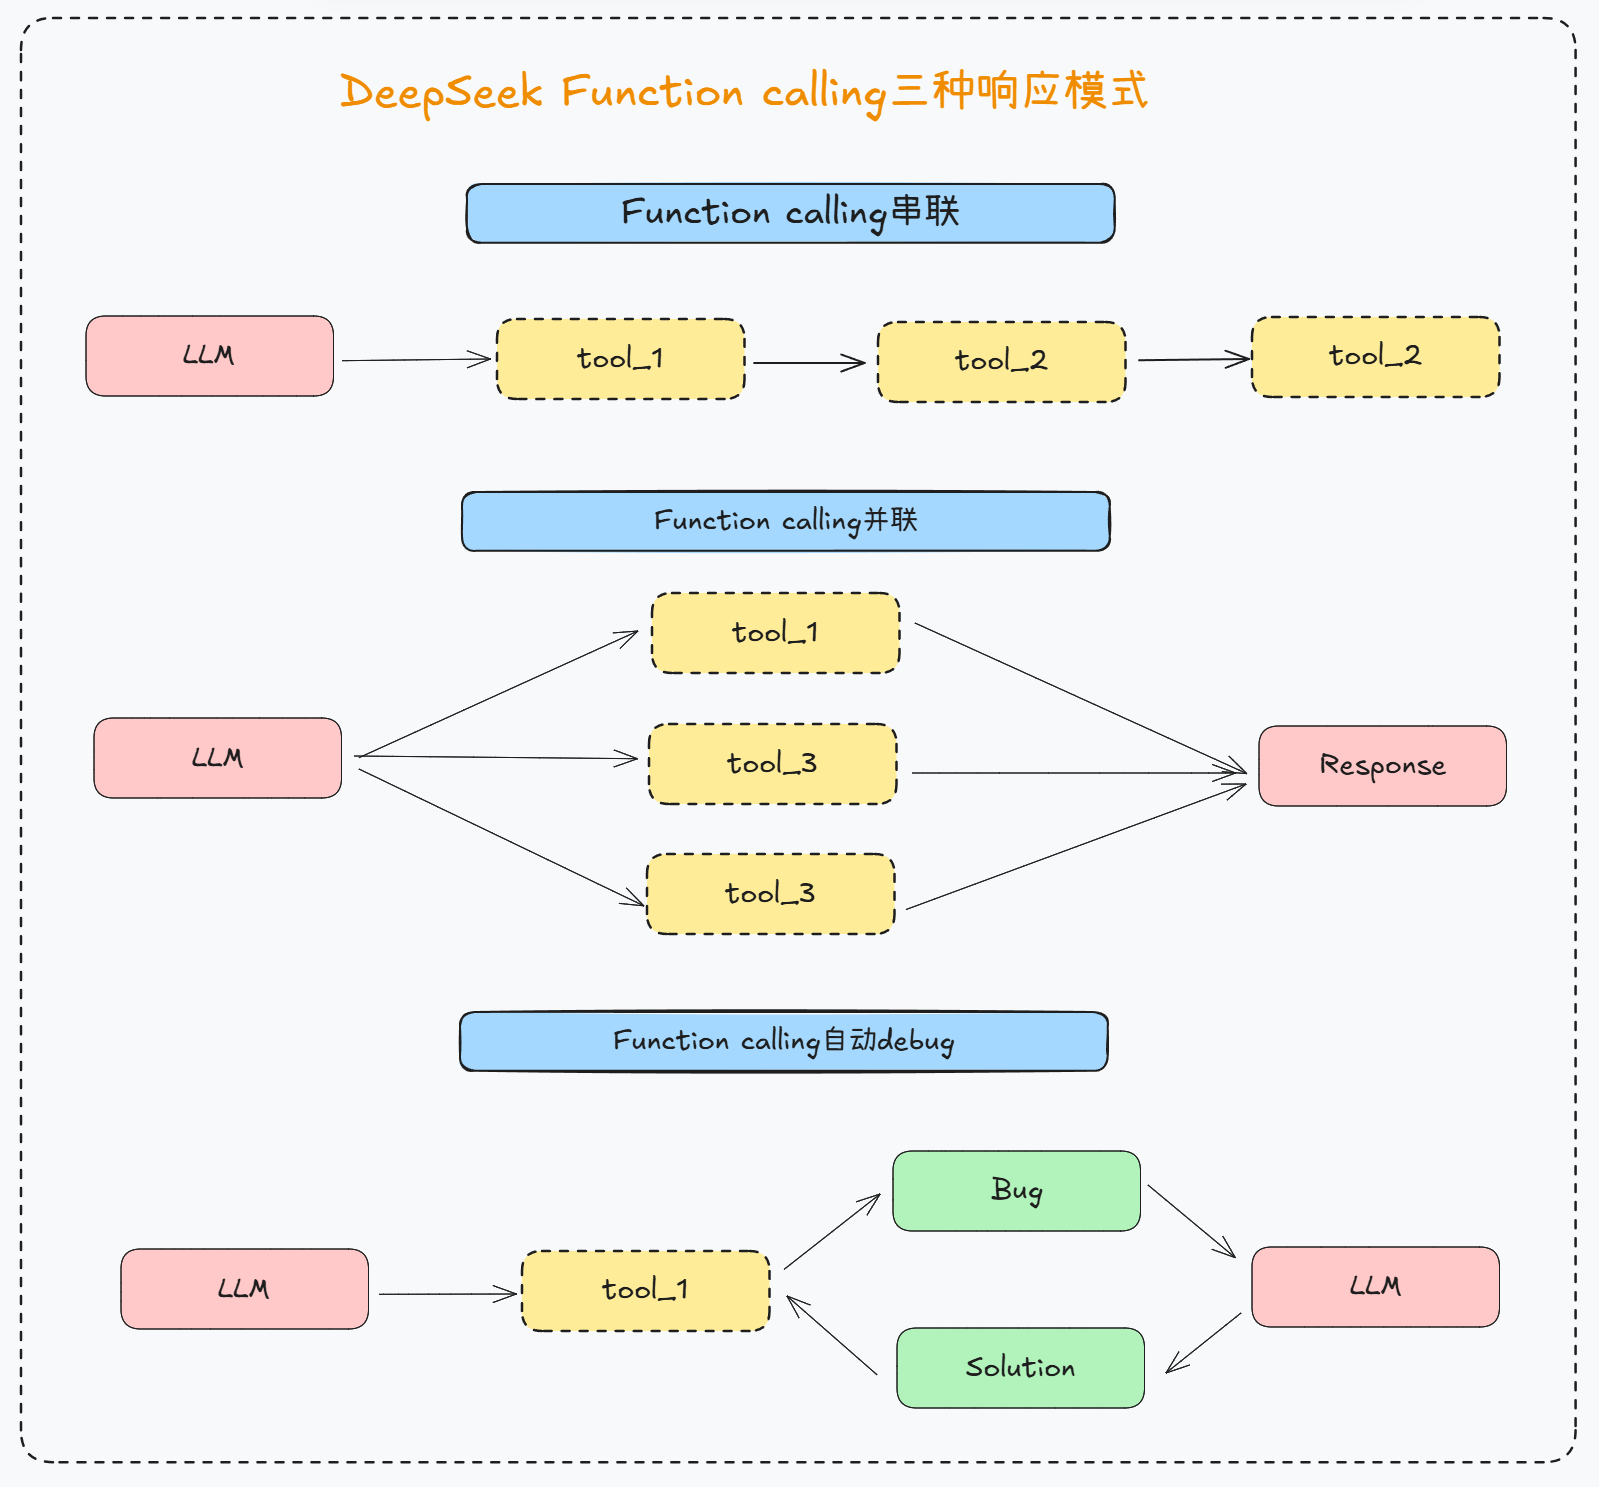 DeepSeek Function calling三种响应模式
Function calling串联
LLM
tool_1
tool_2
tool_2
Function calling并联
tool_1
LLM
tool_3
Response
tool_3
Function calling自动debug
Bug
LLM
tool_1
LLM
Solution